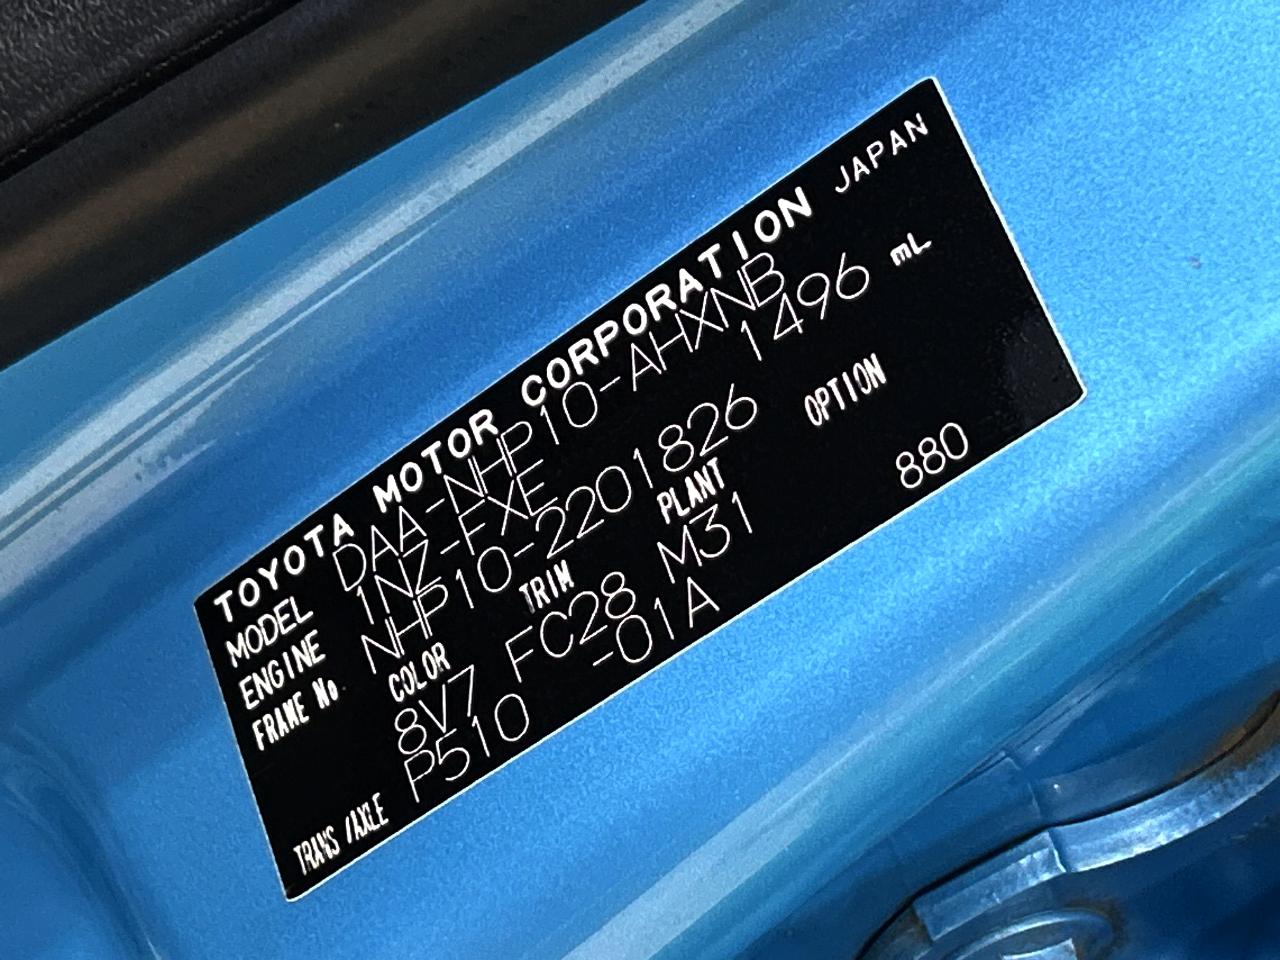 TOYOTA MOTOR CORPORATION JAPAN
MODEL DAA-NHP10-AHXNB
ENGINE 1NZ-FXE 1496 mL
FRAME No. NHP10-2201826
COLOR TRIM PLANT OPTION
8V7 FC28 M31 880
TRANS/AXLE P510 -01A